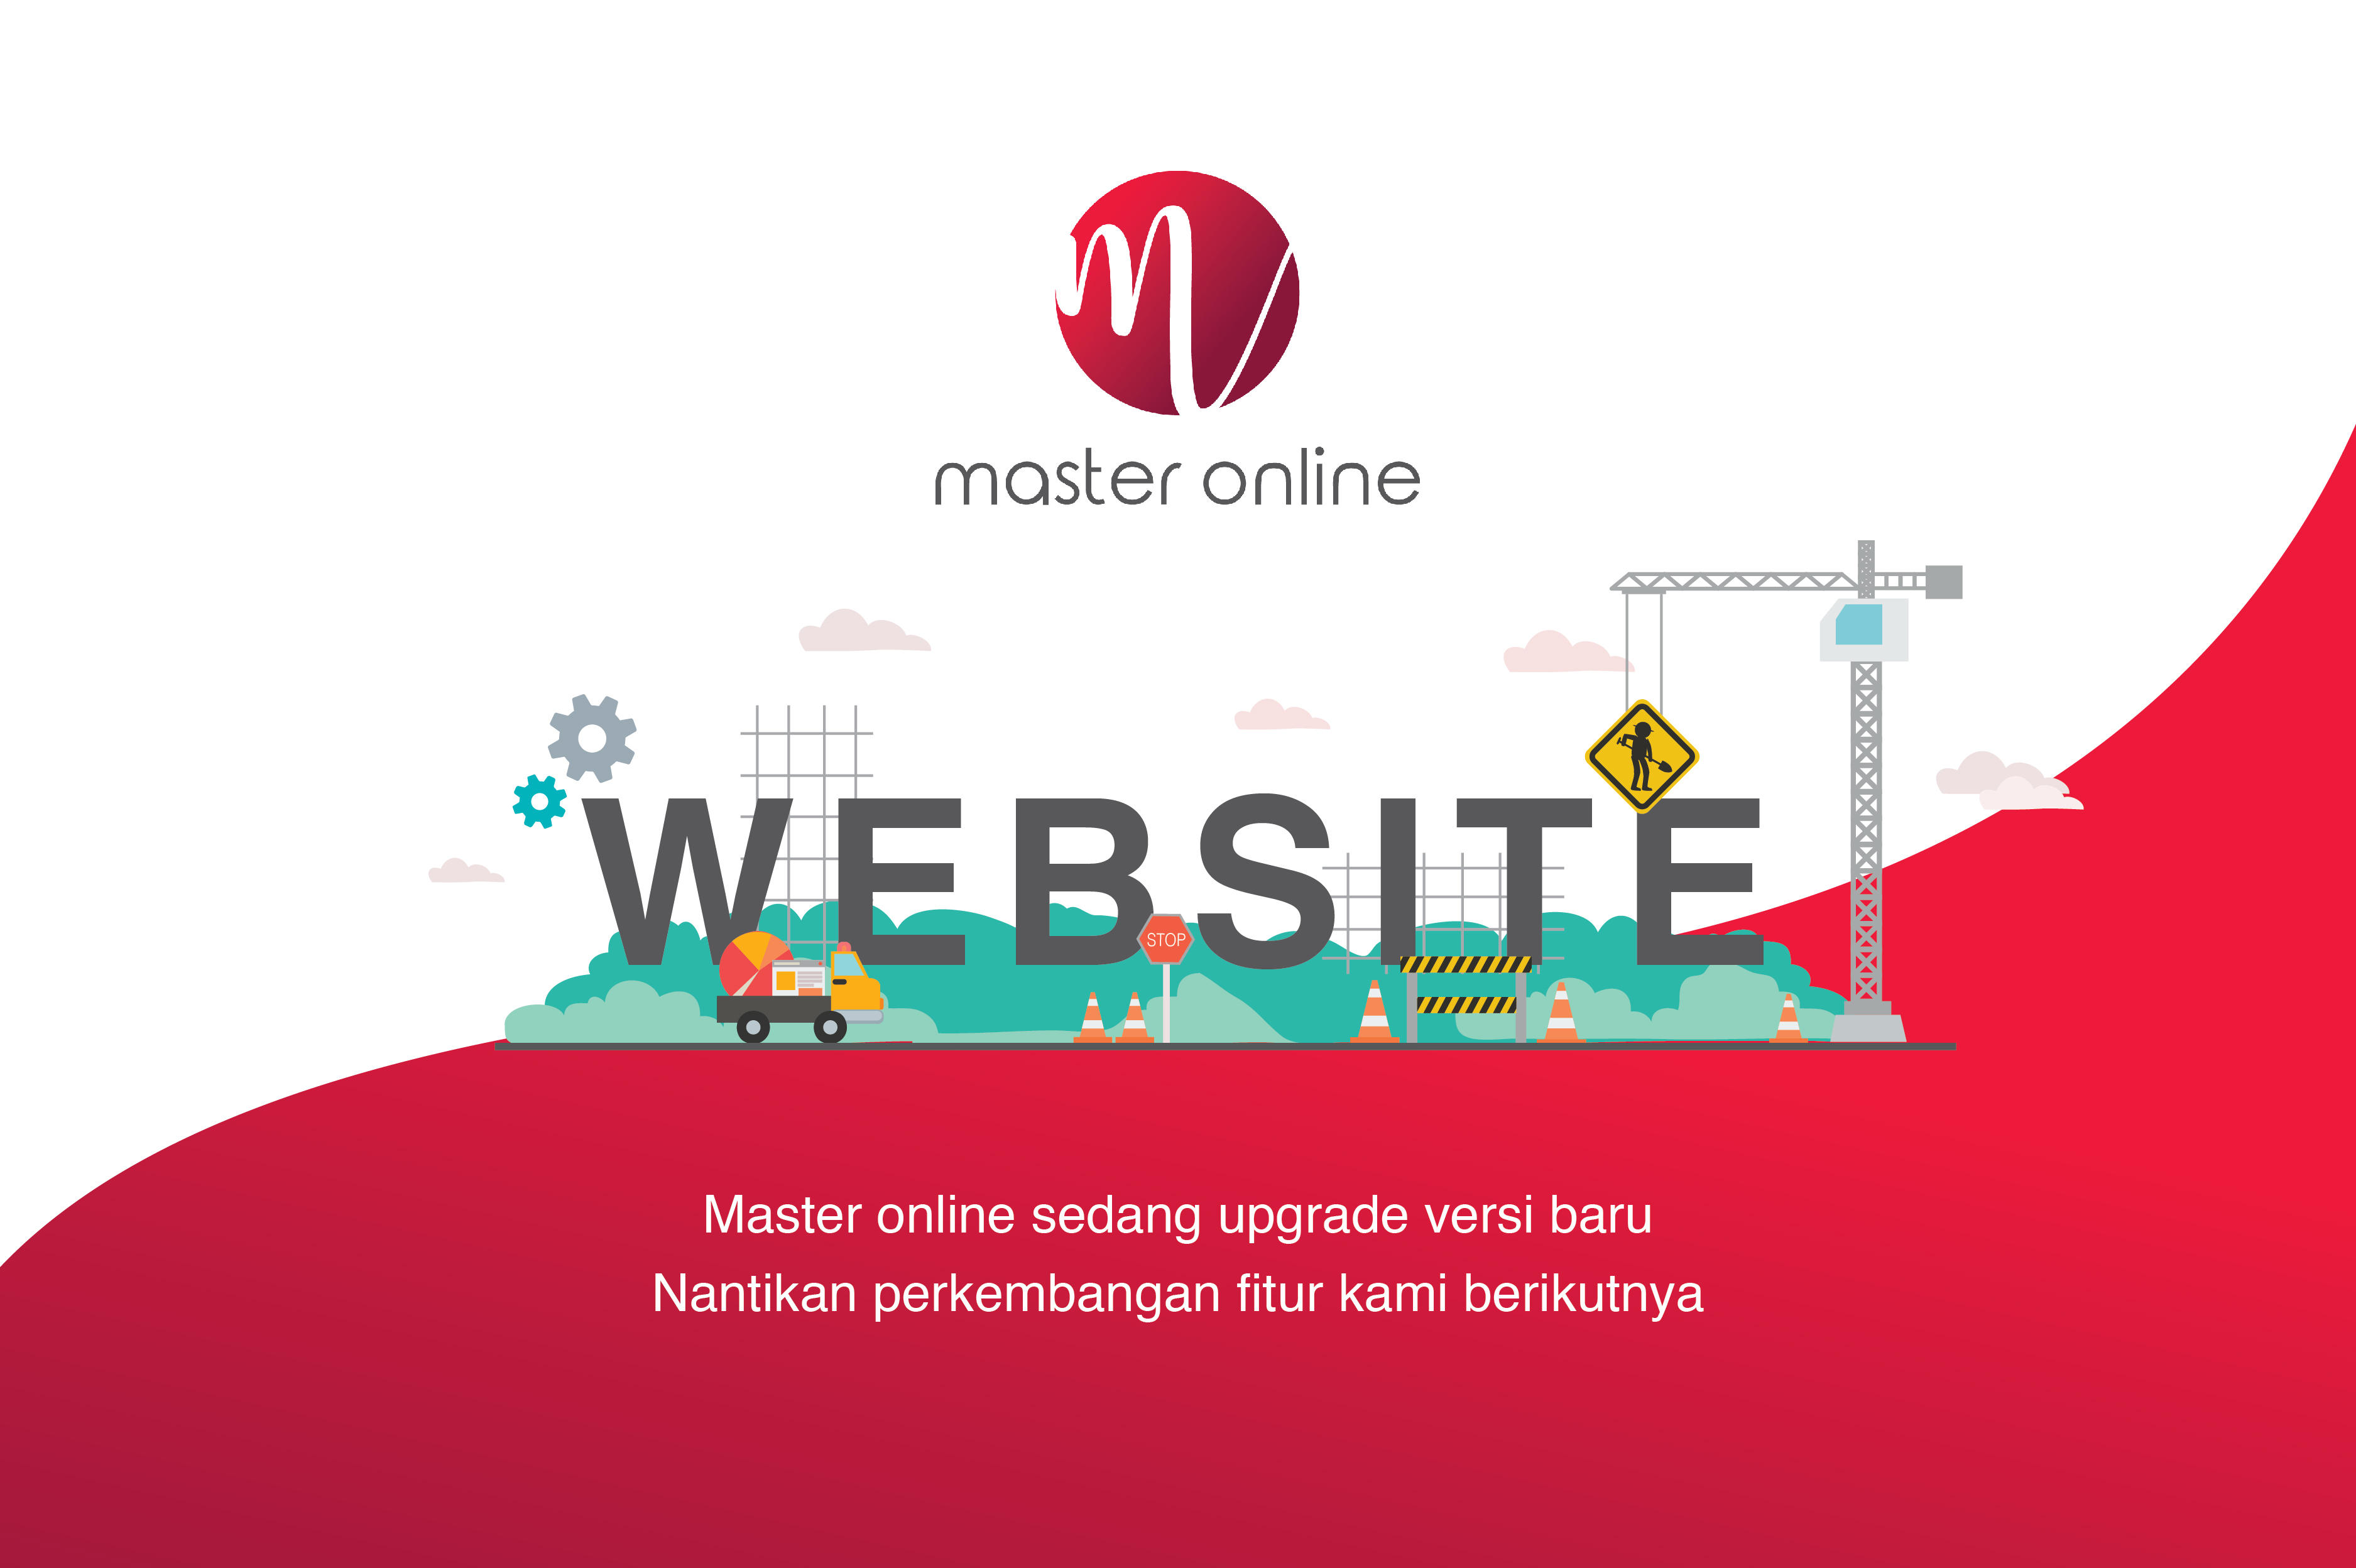 master online
WEBSITE
STOP
Master online sedang upgrade versi baru
Nantikan perkembangan fitur kami berikutnya